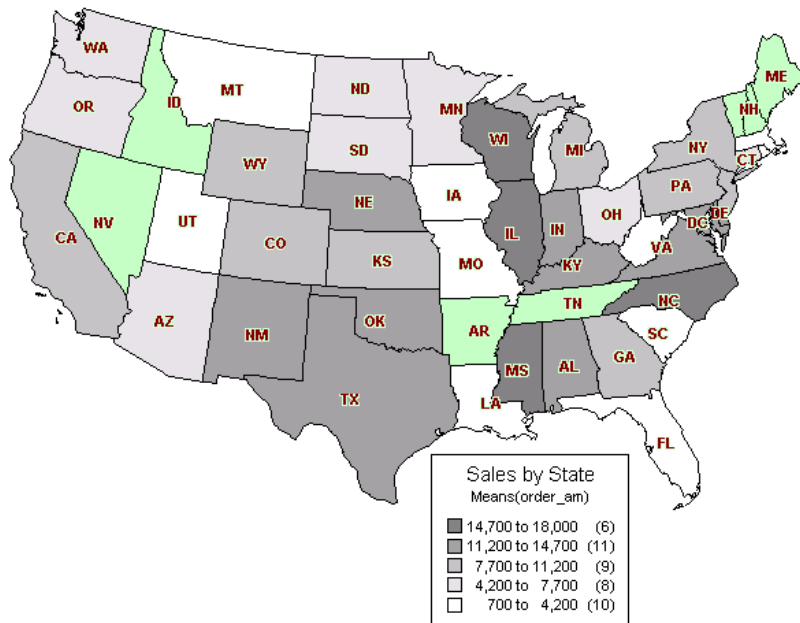 WA
MT
ND
MN
ME
OR
ID
NH
WI
SD
MI
NY
WY
CT
PA
IA
NE
OH
DE
NV
UT
IL
IN
DC
CA
CO
VA
KS
MO
KY
TN
NC
AZ
OK
NM
AR
SC
MS
AL
GA
TX
LA
FL
Sales by State
Means(order_am)
14,700 to 18,000 (6)
11,200 to 14,700 (11)
7,700 to 11,200 (9)
4,200 to 7,700 (8)
700 to 4,200 (10)